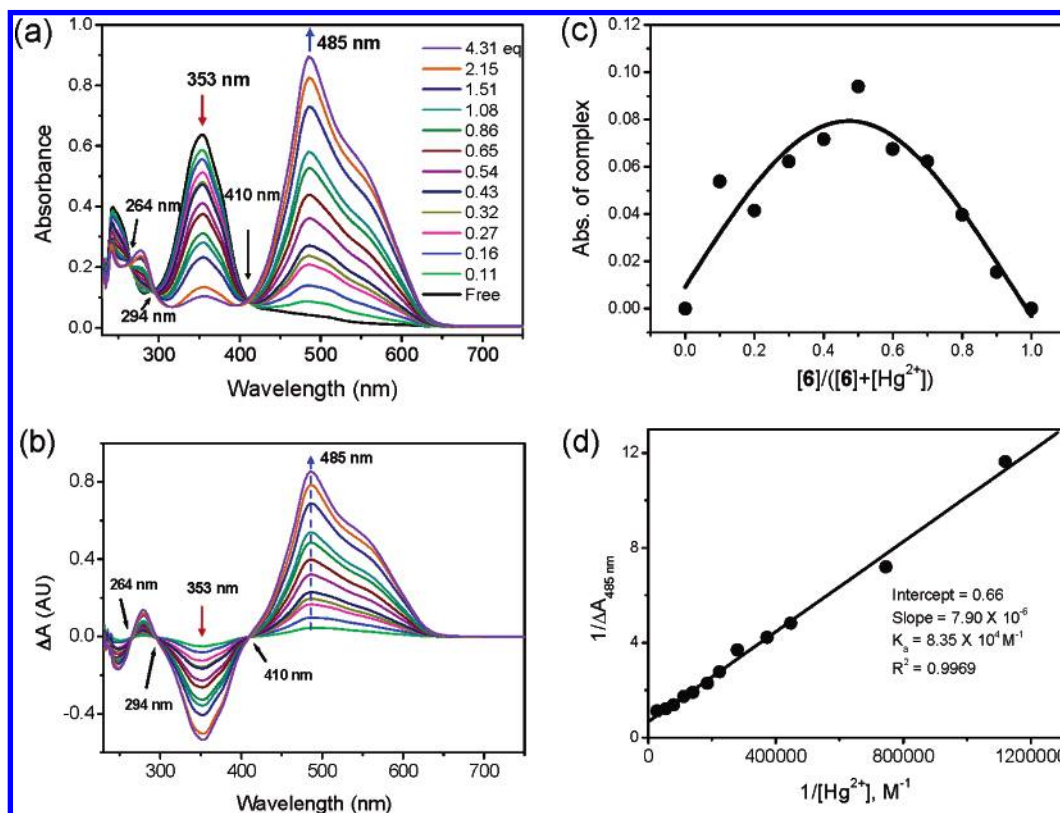 (a)
1.0
0.8
0.6
0.4
0.2
0.0
Absorbance
353 nm
485 nm
264 nm
410 nm
294 nm
4.31 eq
2.15
1.51
1.08
0.86
0.65
0.54
0.43
0.32
0.27
0.16
0.11
Free
300 400 500 600 700
Wavelength (nm)
(b)
0.8
0.4
0.0
-0.4
ΔA (AU)
485 nm
264 nm
353 nm
294 nm
410 nm
300 400 500 600 700
Wavelength (nm)
(c)
0.12
0.10
0.08
0.06
0.04
0.02
0.00
Abs. of complex
0.0 0.2 0.4 0.6 0.8 1.0
[6]/([6]+[Hg²⁺])
(d)
12
8
4
0
1/ΔA₄₈₅ nm
Intercept = 0.66
Slope = 7.90 X 10⁻⁶
Kₐ = 8.35 X 10⁴ M⁻¹
R² = 0.9969
0 400000 800000 1200000
1/[Hg²⁺], M⁻¹